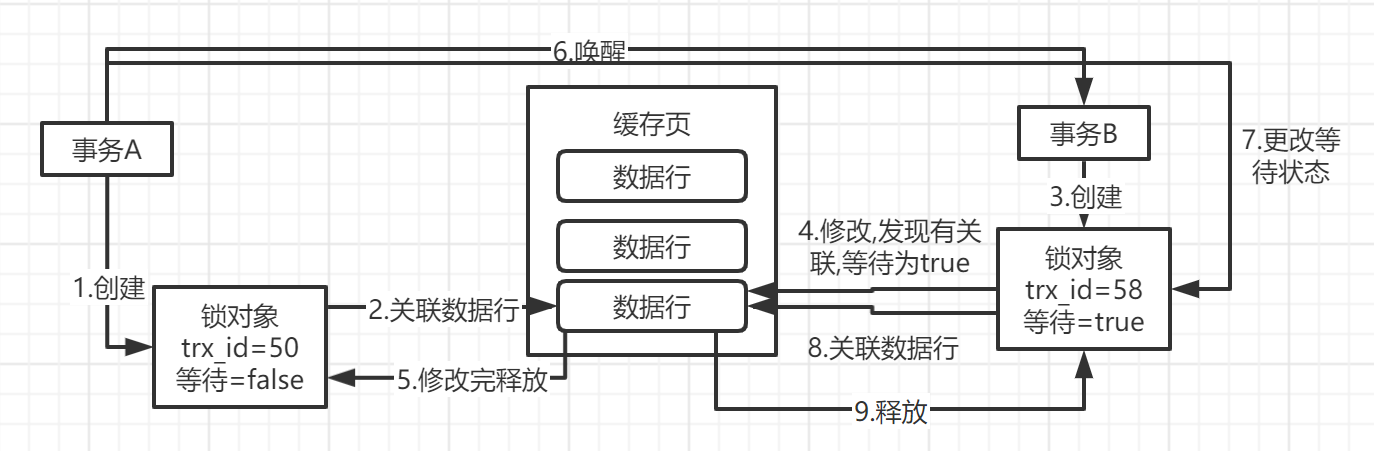 6.唤醒
缓存页
事务A
事务B
7.更改等
待状态
数据行
3.创建
数据行
4.修改,发现有关
联,等待为true
锁对象
trx_id=58
等待=true
1.创建
锁对象
trx_id=50
等待=false
2.关联数据行
数据行
8.关联数据行
5.修改完释放
9.释放